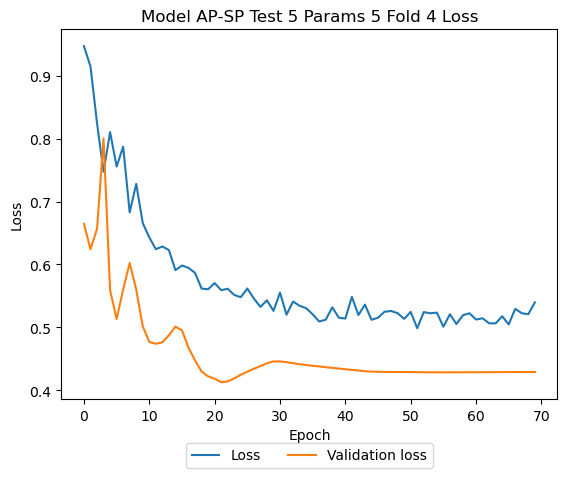 Model AP-SP Test 5 Params 5 Fold 4 Loss
Loss
0.9
0.8
0.7
0.6
0.5
0.4
0 10 20 30 40 50 60 70
Epoch
Loss Validation loss